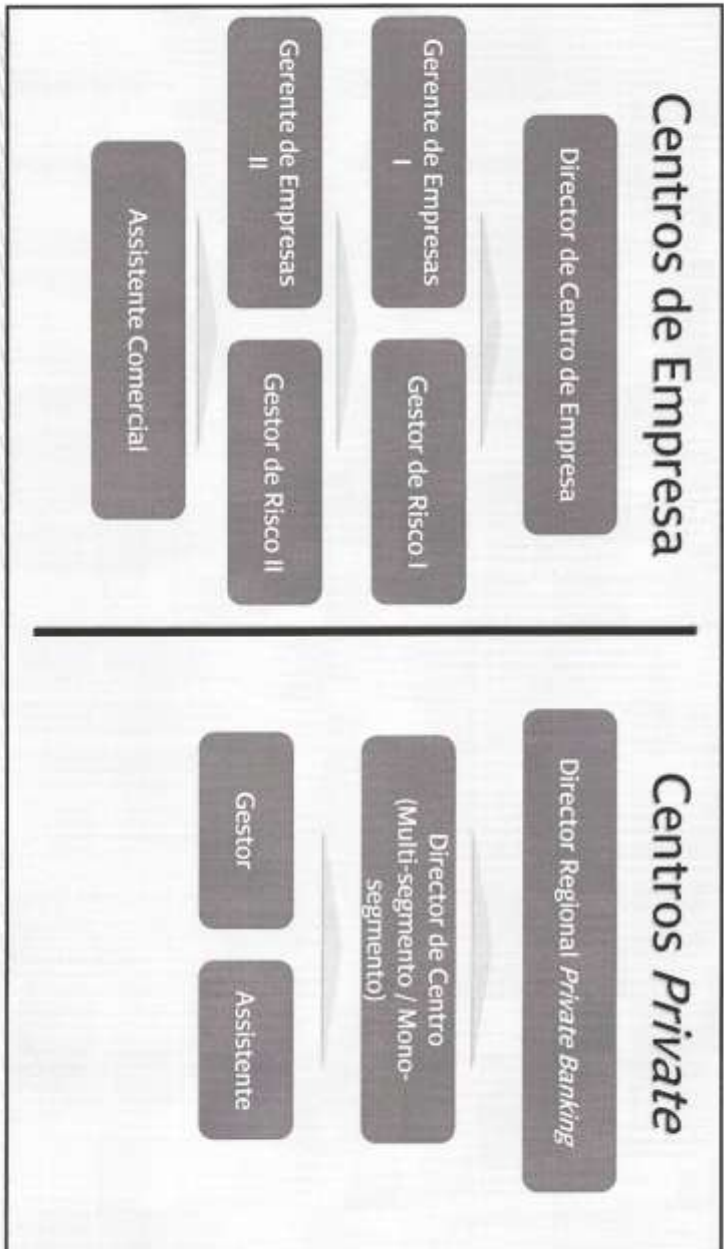 Centros de Empresa
Director de Centro de Empresa
Gerente de Empresas
I
Gestor de Risco I
Gerente de Empresas
II
Gestor de Risco II
Assistente Comercial
Centros Private
Director Regional Private Banking
Director de Centro
(Multi-segmento / Mono-
segmento)
Gestor
Assistente